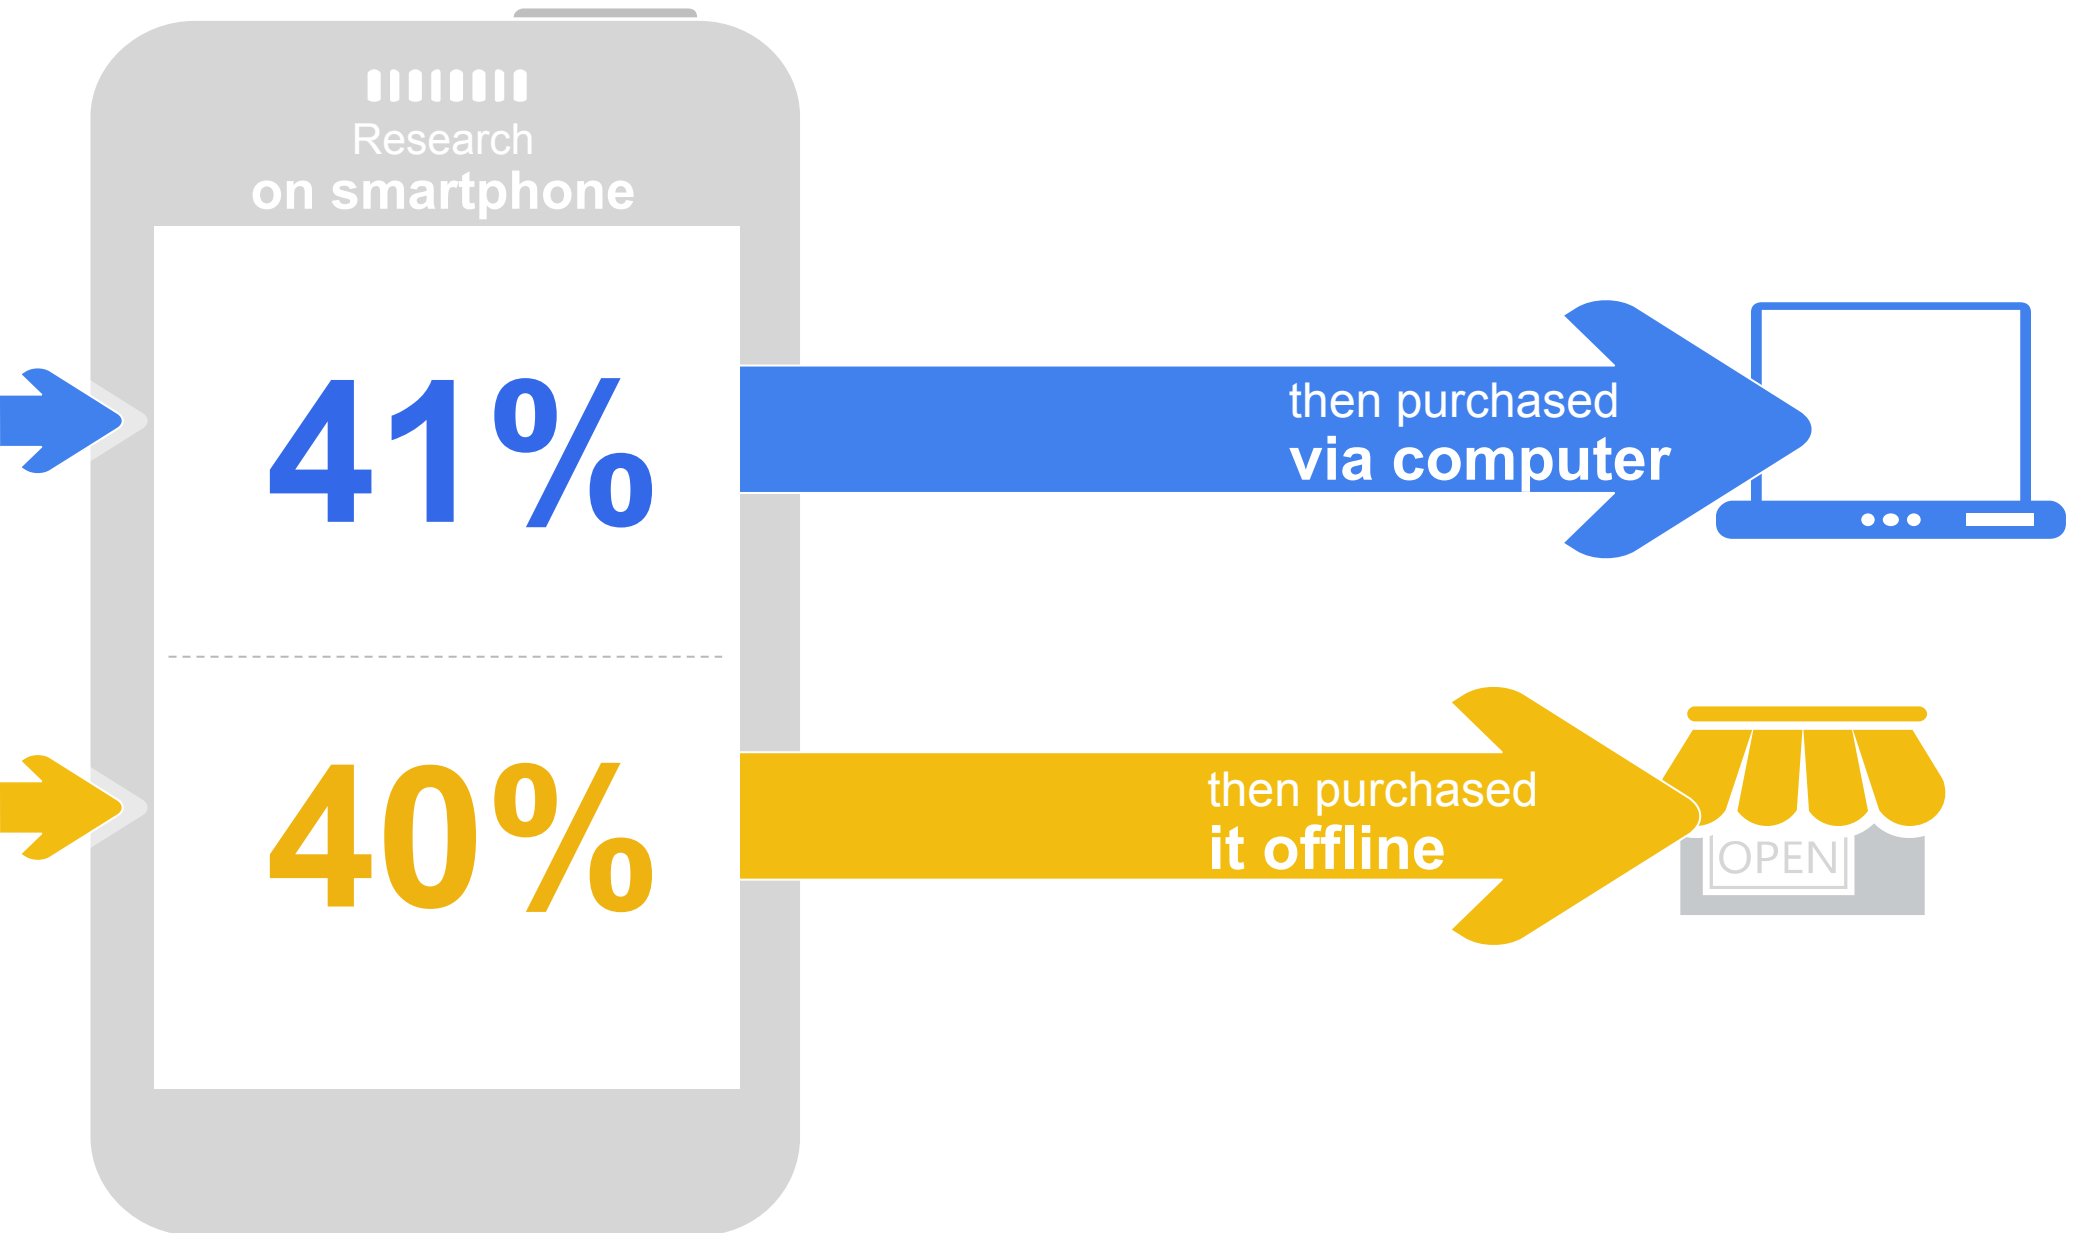 Research
on smartphone
41%
then purchased
via computer
40%
then purchased
it offline
OPEN